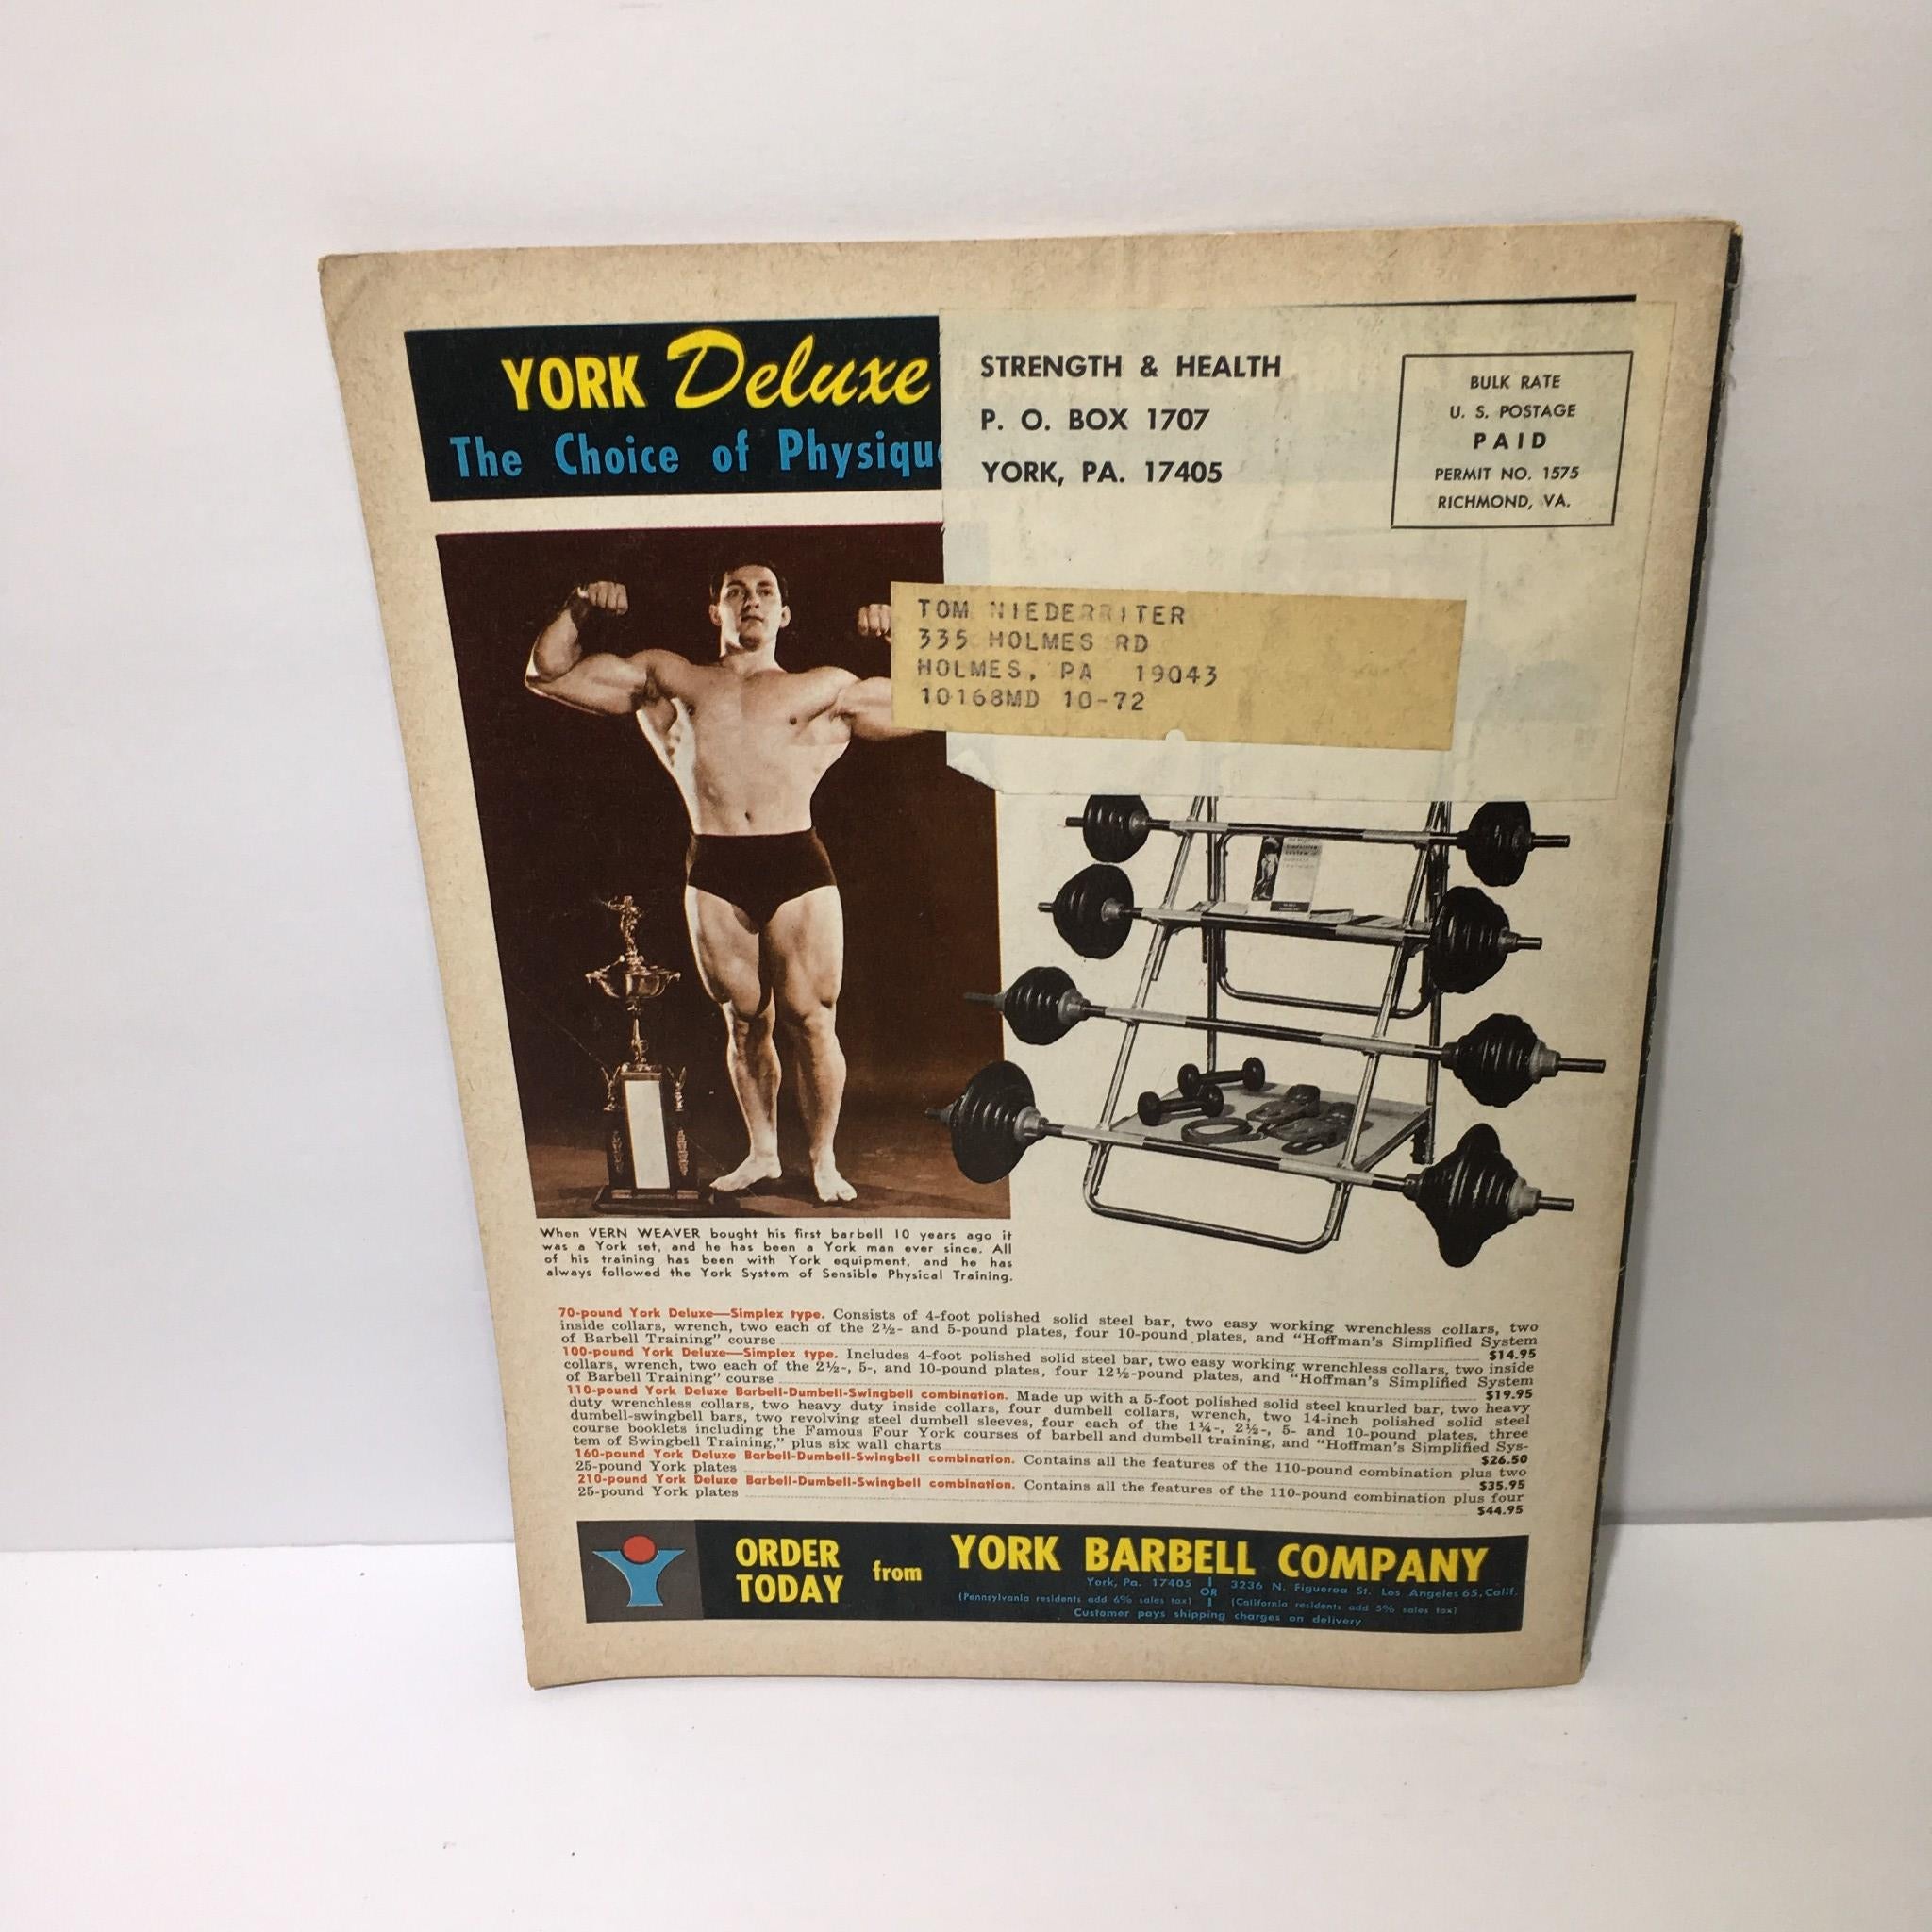 YORK Deluxe
The Choice of Physiqu
STRENGTH & HEALTH
P. O. BOX 1707
YORK, PA. 17405
BULK RATE
U. S. POSTAGE
PAID
PERMIT NO. 1575
RICHMOND, VA.
TOM NIEDERRITER
335 HOLMES RD
HOLMES, PA 19043
10168MD 10-72
When VERN WEAVER bought his first barbell 10 years ago it
was a York set, and he has been a York man ever since. All
of his training has been with York equipment, and he has
always followed the York System of Sensible Physical Training.
70-pound York Deluxe—Simplex type. Consists of 4-foot polished solid steel bar, two easy working wrenchless collars, two
inside collars, wrench, two each of the 2½- and 5-pound plates, four 10-pound plates, and "Hoffman's Simplified System
of Barbell Training" course $14.95
100-pound York Deluxe—Simplex type. Includes 4-foot polished solid steel bar, two easy working wrenchless collars, two inside
collars, wrench, two each of the 2½-, 5-, and 10-pound plates, four 12½-pound plates, and "Hoffman's Simplified System
of Barbell Training" course $19.95
110-pound York Deluxe Barbell-Dumbell-Swingbell combination. Made up with a 5-foot polished solid steel knurled bar, two heavy
duty wrenchless collars, two heavy duty inside collars, four dumbell collars, wrench, two 14-inch polished solid steel
dumbell-swingbell bars, two revolving steel dumbell sleeves, four each of the 1¼-, 2½-, 5- and 10-pound plates, three
course booklets including the Famous Four York courses of barbell and dumbell training, and "Hoffman's Simplified Sys-
tem of Swingbell Training," plus six wall charts $26.50
160-pound York Deluxe Barbell-Dumbell-Swingbell combination. Contains all the features of the 110-pound combination plus two
25-pound York plates $35.95
210-pound York Deluxe Barbell-Dumbell-Swingbell combination. Contains all the features of the 110-pound combination plus four
25-pound York plates $44.95
ORDER
TODAY
from
YORK BARBELL COMPANY
York, Pa. 17405 OR 3236 N. Figueroa St. Los Angeles 65, Calif.
(Pennsylvania residents add 6% sales tax) (California residents add 5% sales tax)
Customer pays shipping charges on delivery